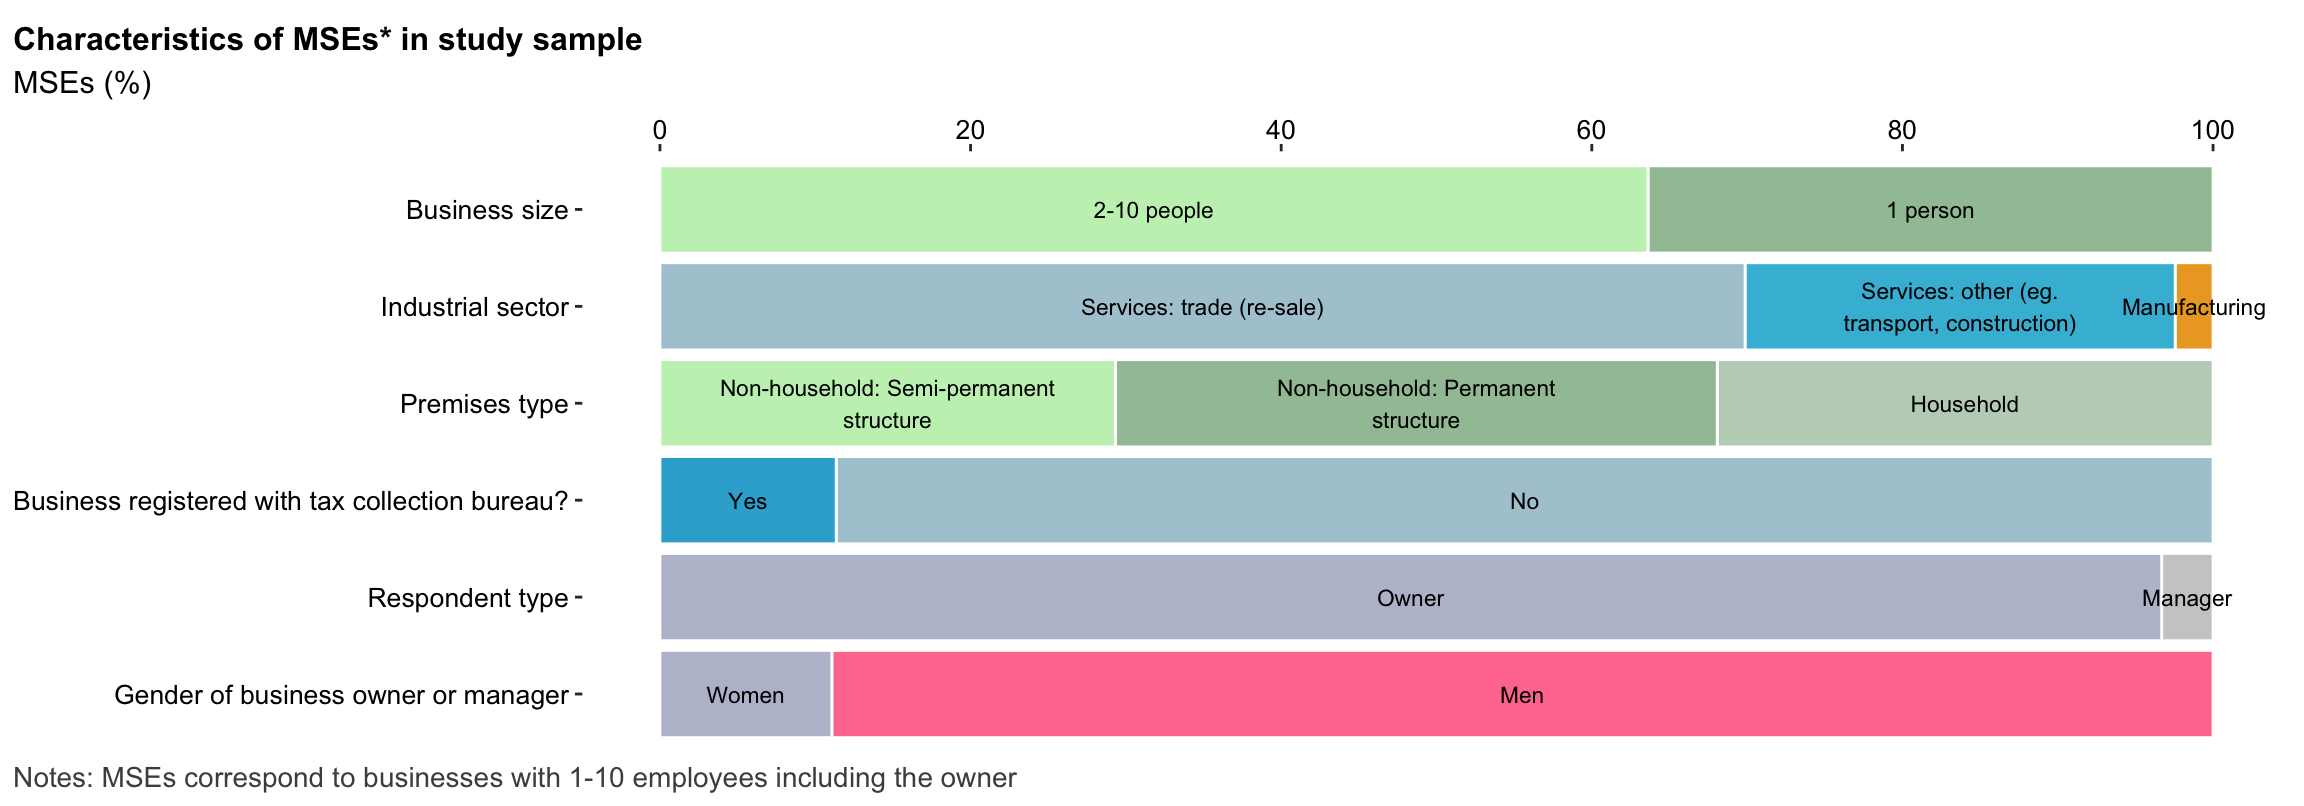 Characteristics of MSEs* in study sample
MSEs (%)
0 20 40 60 80 100
Business size
2-10 people
1 person
Industrial sector
Services: trade (re-sale)
Services: other (eg.
transport, construction)
Manufacturing
Premises type
Non-household: Semi-permanent
structure
Non-household: Permanent
structure
Household
Business registered with tax collection bureau?
Yes
No
Respondent type
Owner
Manager
Gender of business owner or manager
Women
Men
Notes: MSEs correspond to businesses with 1-10 employees including the owner